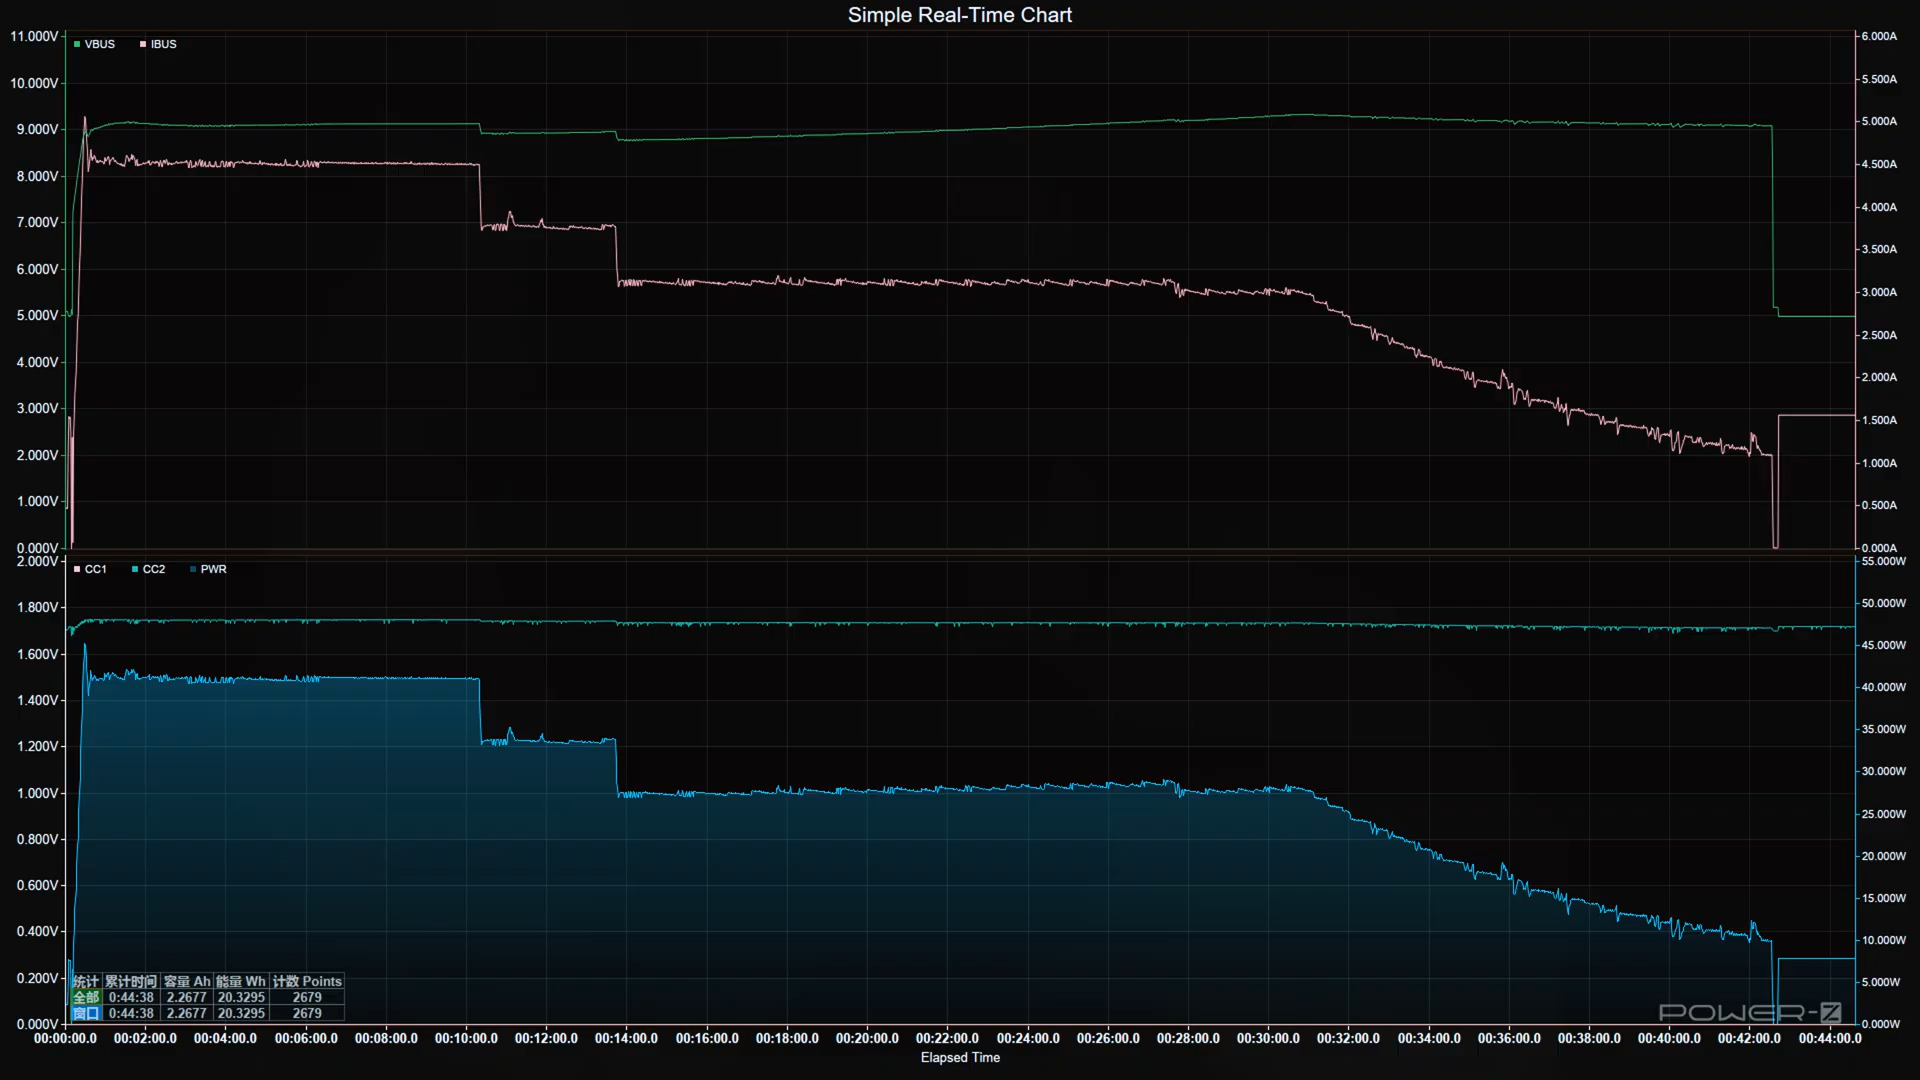 Simple Real-Time Chart
VBUS IBUS
11.000V
10.000V
9.000V
8.000V
7.000V
6.000V
5.000V
4.000V
3.000V
2.000V
1.000V
0.000V
6.000A
5.500A
5.000A
4.500A
4.000A
3.500A
3.000A
2.500A
2.000A
1.500A
1.000A
0.500A
0.000A
CC1 CC2 PWR
2.000V
1.800V
1.600V
1.400V
1.200V
1.000V
0.800V
0.600V
0.400V
0.200V
0.000V
55.000W
50.000W
45.000W
40.000W
35.000W
30.000W
25.000W
20.000W
15.000W
10.000W
5.000W
0.000W
统计 累计时间 容量 Ah 能量 Wh 计数 Points
全部 0:44:38 2.2677 20.3295 2679
窗口 0:44:38 2.2677 20.3295 2679
POWER-Z
00:00:00.0 00:02:00.0 00:04:00.0 00:06:00.0 00:08:00.0 00:10:00.0 00:12:00.0 00:14:00.0 00:16:00.0 00:18:00.0 00:20:00.0 00:22:00.0 00:24:00.0 00:26:00.0 00:28:00.0 00:30:00.0 00:32:00.0 00:34:00.0 00:36:00.0 00:38:00.0 00:40:00.0 00:42:00.0 00:44:00.0
Elapsed Time